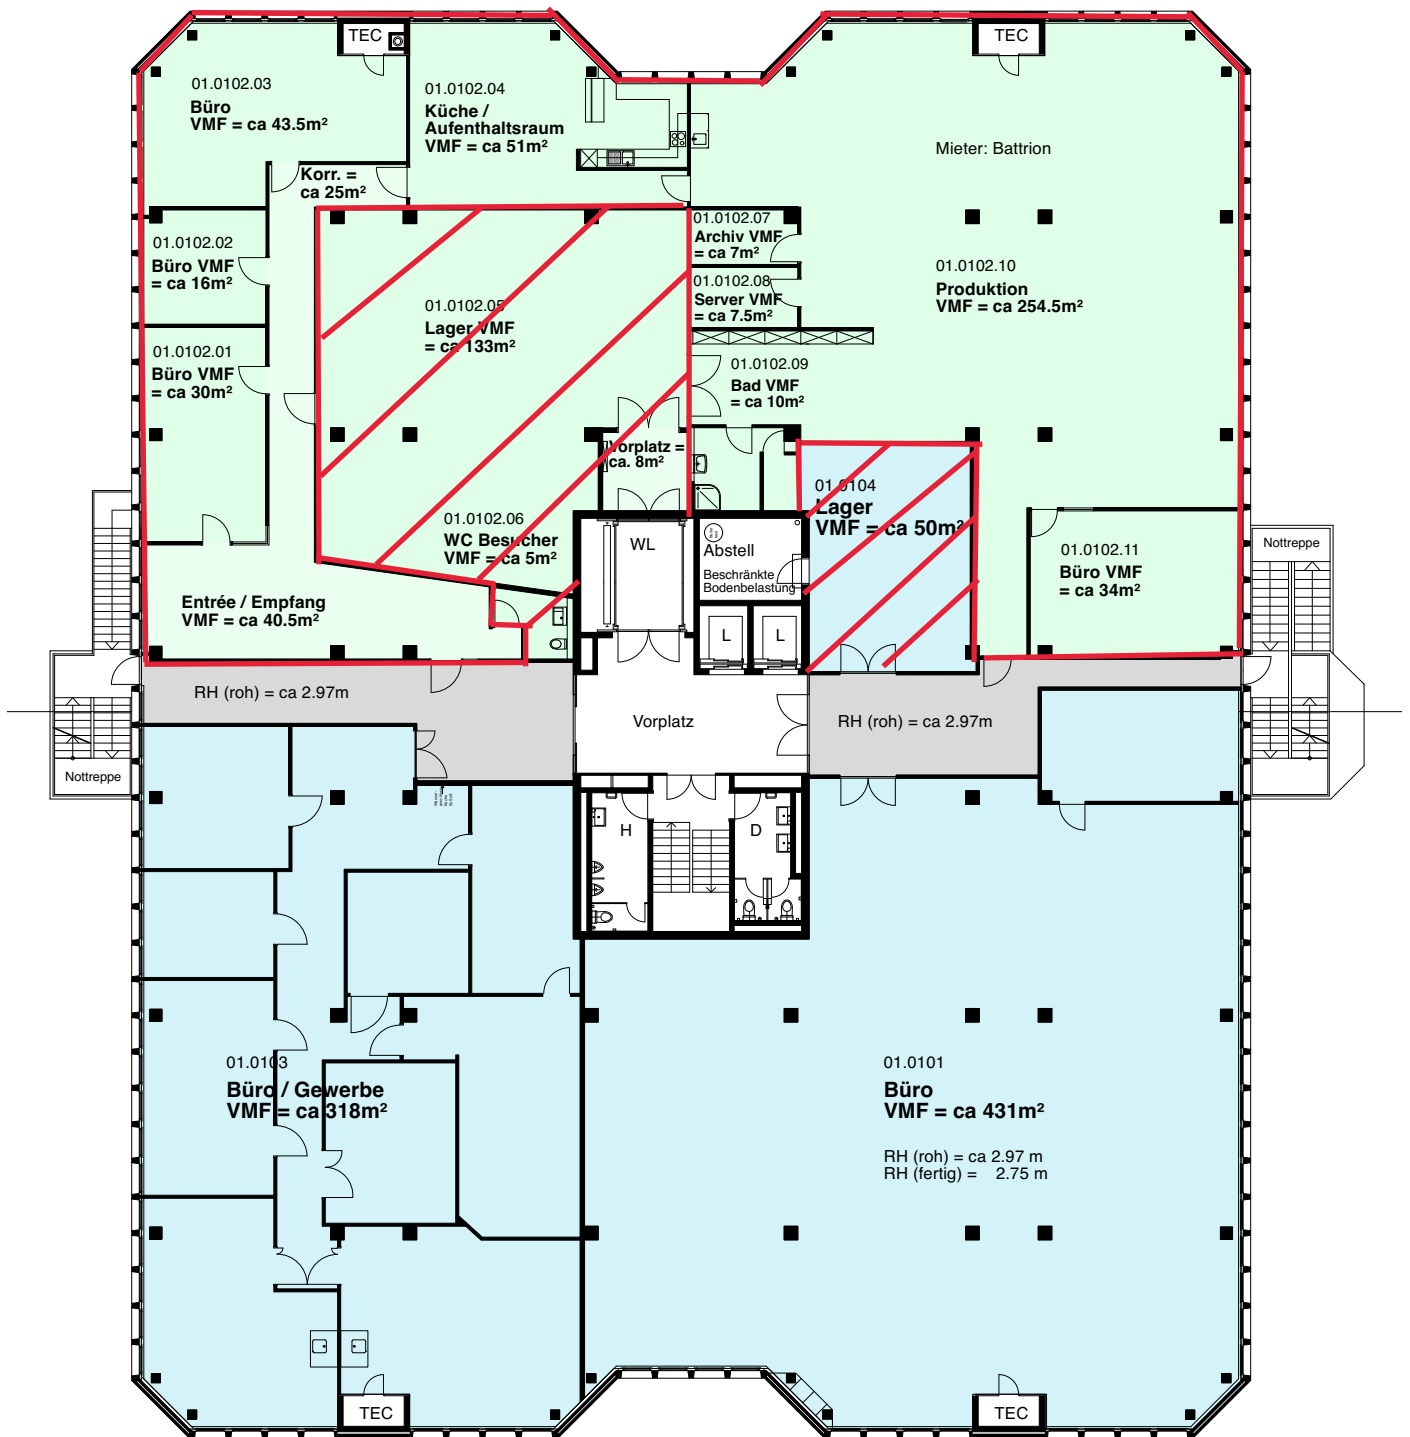 TEC
TEC
01.0102.03
Büro
VMF = ca 43.5m²
01.0102.04
Küche /
Aufenthaltsraum
VMF = ca 51m²
Mieter: Battrion
Korr. =
ca 25m²
01.0102.02
Büro VMF
= ca 16m²
01.0102.07
Archiv VMF
= ca 7m²
01.0102.08
Server VMF
= ca 7.5m²
01.0102.10
Produktion
VMF = ca 254.5m²
01.0102.05
Lager VMF
= ca 133m²
01.0102.01
Büro VMF
= ca 30m²
01.0102.09
Bad VMF
= ca 10m²
Vorplatz =
ca. 8m²
01.0104
Lager
VMF = ca 50m²
01.0102.06
WC Besucher
VMF = ca 5m²
WL
Abstell
Beschränkte
Bodenbelastung
01.0102.11
Büro VMF
= ca 34m²
Nottreppe
Entrée / Empfang
VMF = ca 40.5m²
L
L
RH (roh) = ca 2.97m
Vorplatz
RH (roh) = ca 2.97m
Nottreppe
H
D
01.0103
Büro / Gewerbe
VMF = ca 318m²
01.0101
Büro
VMF = ca 431m²
RH (roh) = ca 2.97 m
RH (fertig) = 2.75 m
TEC
TEC